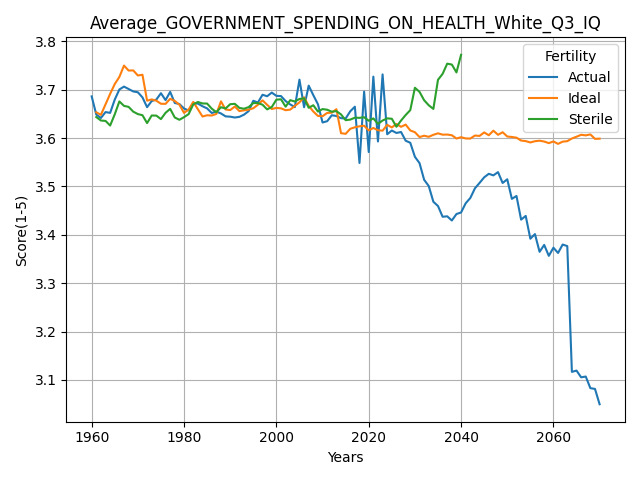 Average_GOVERNMENT_SPENDING_ON_HEALTH_White_Q3_IQ
Score(1-5)
3.8
3.7
3.6
3.5
3.4
3.3
3.2
3.1
Fertility
Actual
Ideal
Sterile
1960 1980 2000 2020 2040 2060
Years